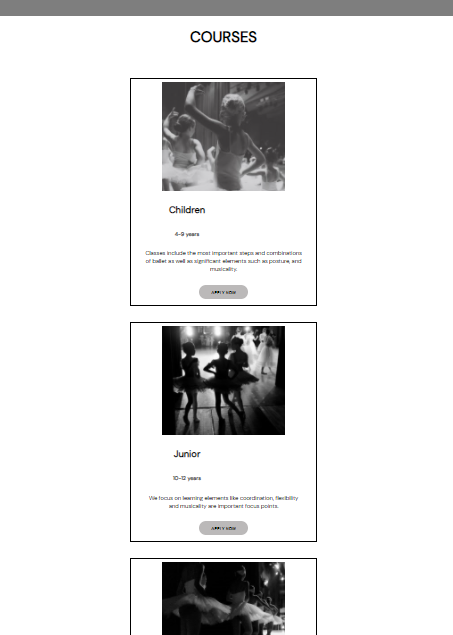 COURSES
Children
4-9 years
Classes include the most important steps and combinations
of ballet as well as significant elements such as posture, and
musicality.
APPLY NOW
Junior
10-12 years
We focus on learning elements like coordination, flexibility
and musicality are important focus points.
APPLY NOW